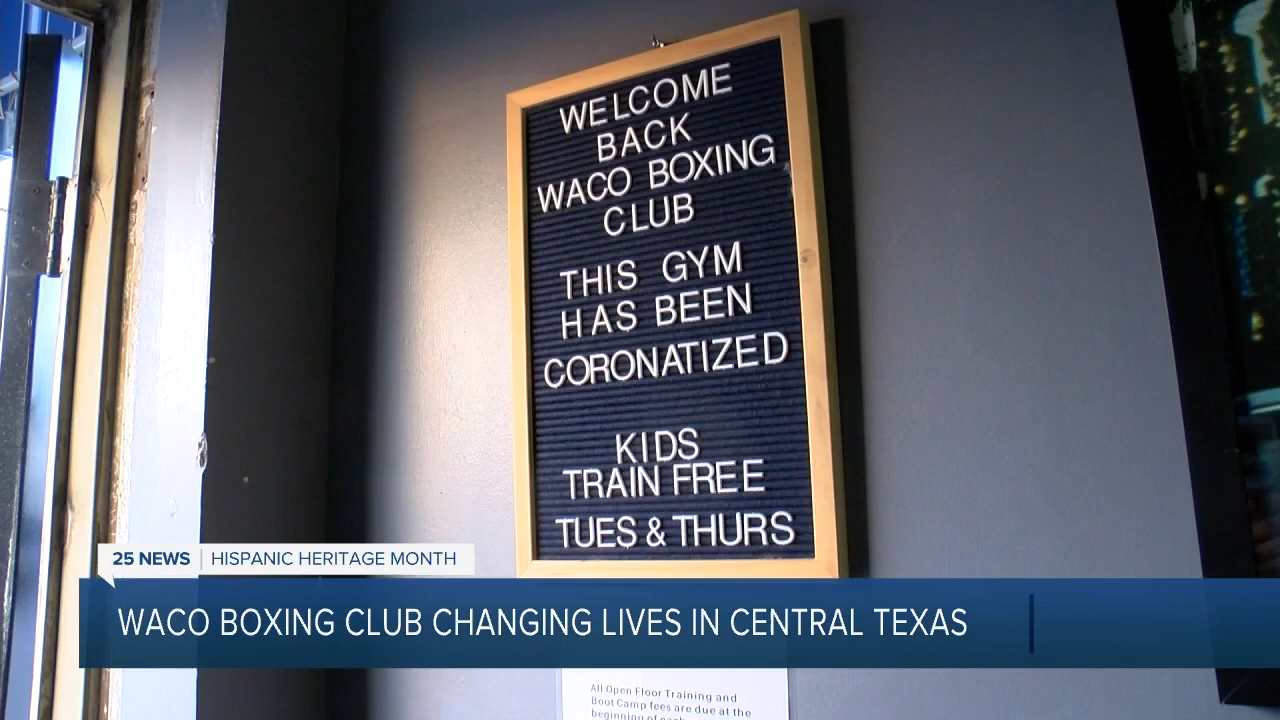 WELCOME
BACK
WACO BOXING
CLUB
THIS GYM
HAS BEEN
CORONATIZED
KIDS
TRAIN FREE
TUES & THURS
25 NEWS | HISPANIC HERITAGE MONTH
WACO BOXING CLUB CHANGING LIVES IN CENTRAL TEXAS
All Open Floor Training and
Boot Camp fees are due at the
beginning of each